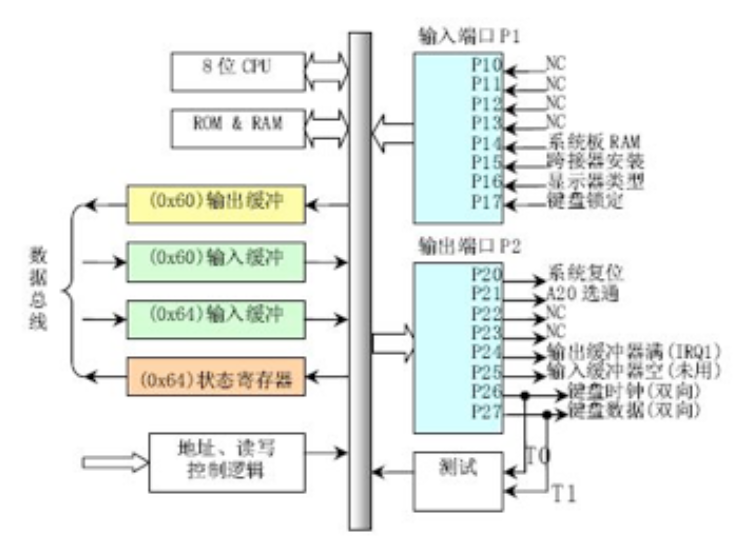 8 位 CPU
ROM & RAM
(0x60)输出缓冲
(0x60)输入缓冲
(0x64)输入缓冲
(0x64)状态寄存器
数据总线
地址、读写
控制逻辑
输入端口 P1
P10 NC
P11 NC
P12 NC
P13 NC
P14 系统板 RAM
P15 跨接器安装
P16 显示器类型
P17 键盘锁定
输出端口 P2
P20 系统复位
P21 A20 选通
P22 NC
P23 NC
P24 输出缓冲器满(IRQ1)
P25 输入缓冲器空(未用)
P26 键盘时钟(双向)
P27 键盘数据(双向)
测试
T0
T1